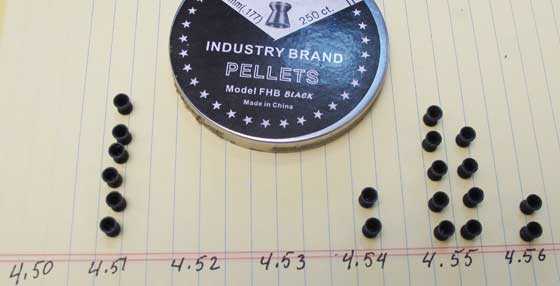 (.177)
250 ct.
INDUSTRY BRAND
PELLETS
Model FHB BLACK
Made in China
4.50 4.51 4.52 4.53 4.54 4.55 4.56